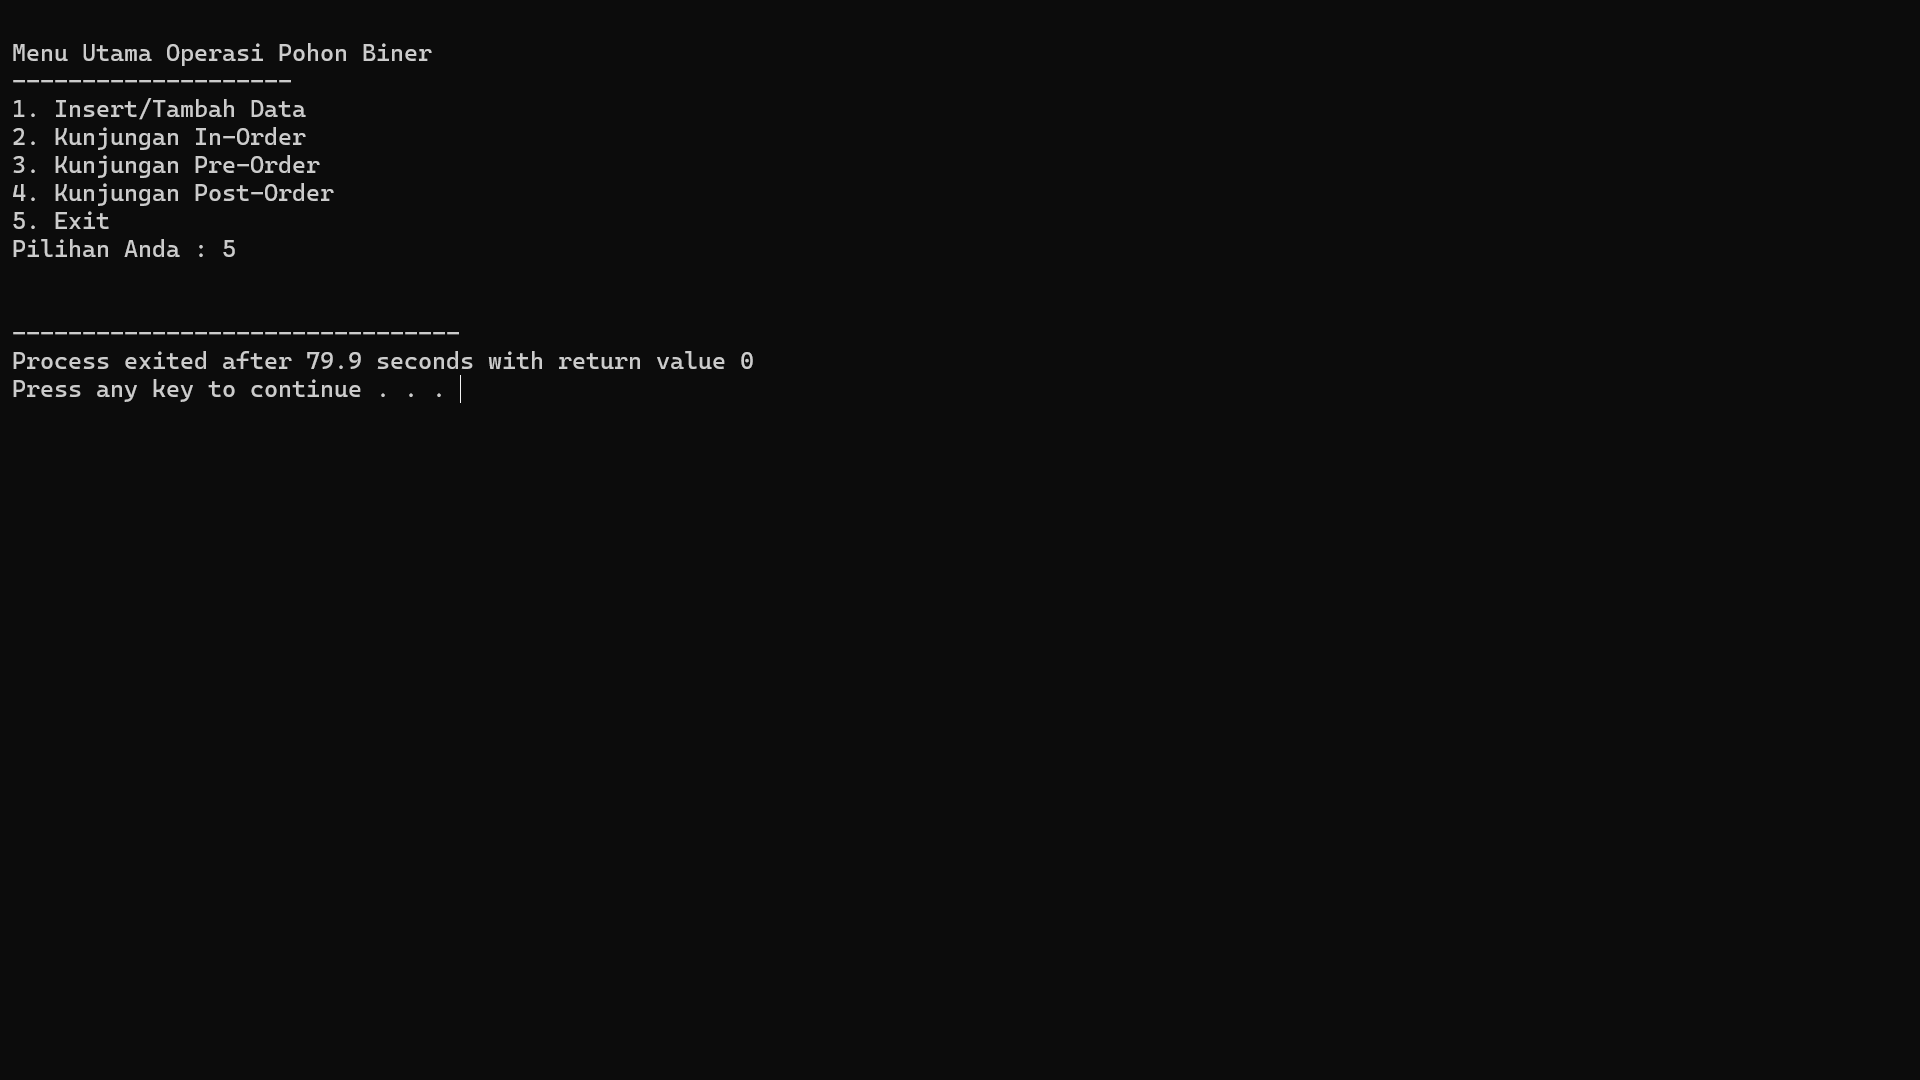 Menu Utama Operasi Pohon Biner
--------------------
1. Insert/Tambah Data
2. Kunjungan In-Order
3. Kunjungan Pre-Order
4. Kunjungan Post-Order
5. Exit
Pilihan Anda : 5
--------------------------------
Process exited after 79.9 seconds with return value 0
Press any key to continue . . .